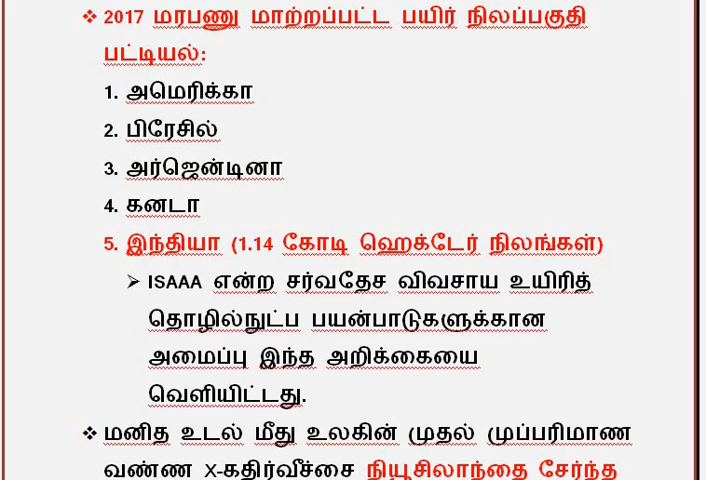 ❖ 2017 மரபணு மாற்றப்பட்ட பயிர் நிலப்பகுதி
பட்டியல்:
1. அமெரிக்கா
2. பிரேசில்
3. அர்ஜென்டினா
4. கனடா
5. இந்தியா (1.14 கோடி ஹெக்டேர் நிலங்கள்)
➢ ISAAA என்ற சர்வதேச விவசாய உயிரித்
தொழில்நுட்ப பயன்பாடுகளுக்கான
அமைப்பு இந்த அறிக்கையை
வெளியிட்டது.
❖ மனித உடல் மீது உலகின் முதல் முப்பரிமாண
வண்ண X-கதிர்வீச்சை நியூசிலாந்தை சேர்ந்த